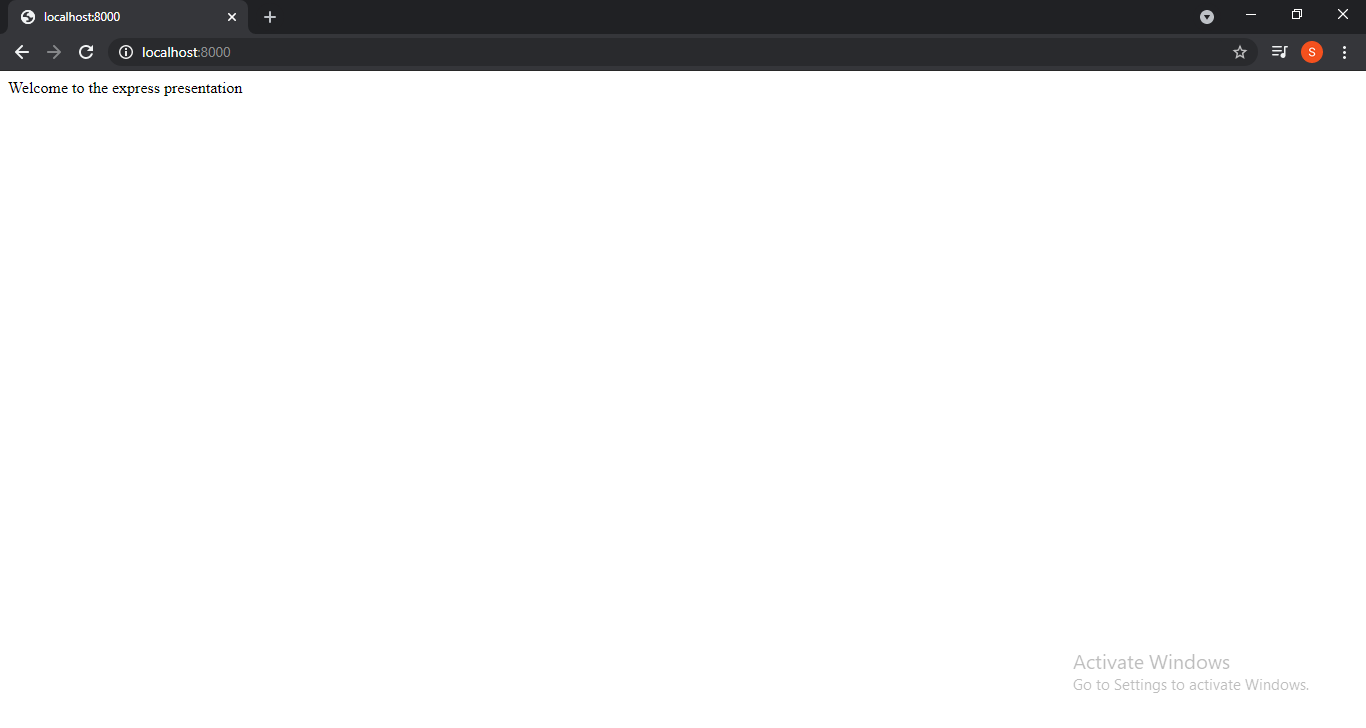 localhost:8000
localhost:8000
S
Welcome to the express presentation
Activate Windows
Go to Settings to activate Windows.